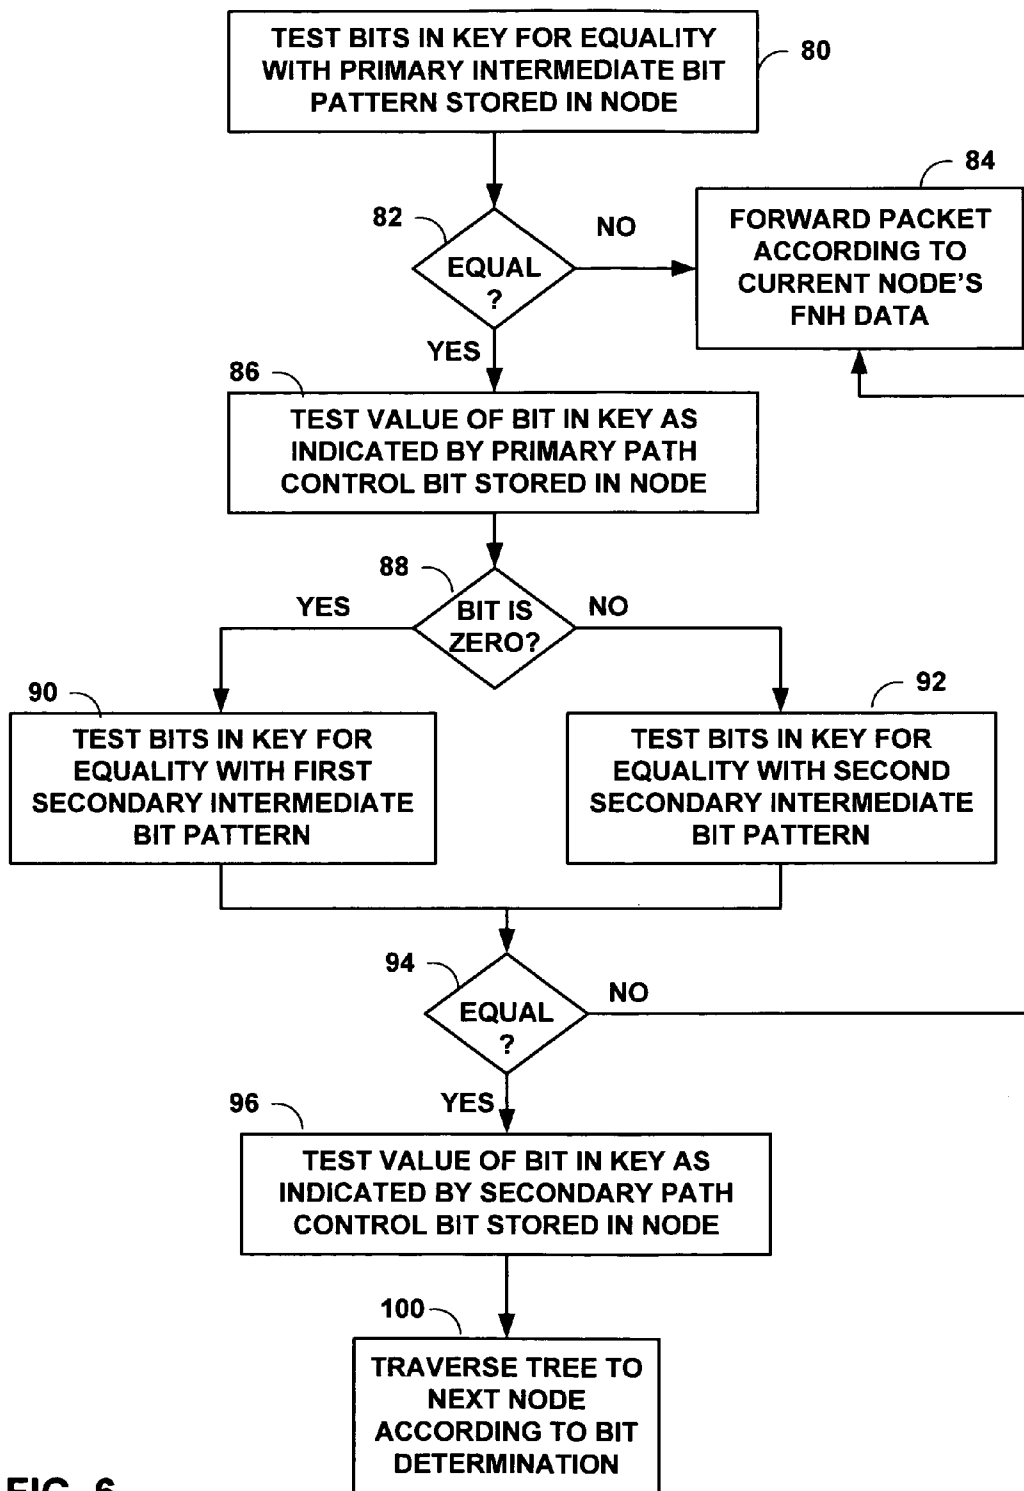 TEST BITS IN KEY FOR EQUALITY
WITH PRIMARY INTERMEDIATE BIT
PATTERN STORED IN NODE
80
84
82
EQUAL
?
NO
FORWARD PACKET
ACCORDING TO
CURRENT NODE'S
FNH DATA
YES
86
TEST VALUE OF BIT IN KEY AS
INDICATED BY PRIMARY PATH
CONTROL BIT STORED IN NODE
88
YES
BIT IS
ZERO?
NO
90
92
TEST BITS IN KEY FOR
EQUALITY WITH FIRST
SECONDARY INTERMEDIATE
BIT PATTERN
TEST BITS IN KEY FOR
EQUALITY WITH SECOND
SECONDARY INTERMEDIATE
BIT PATTERN
94
EQUAL
?
NO
YES
96
TEST VALUE OF BIT IN KEY AS
INDICATED BY SECONDARY PATH
CONTROL BIT STORED IN NODE
100
TRAVERSE TREE TO
NEXT NODE
ACCORDING TO BIT
DETERMINATION
FIG. 6